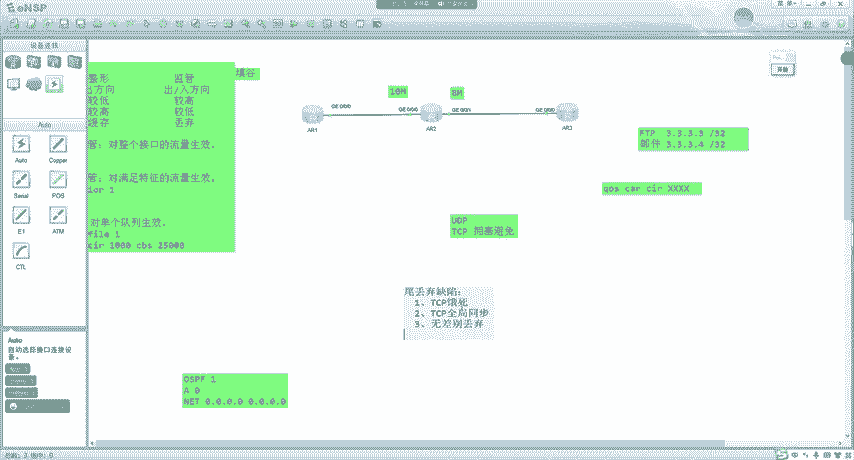 eNSP
设备连接
整形 监管
出方向 出/入方向
较低 较高
较高 较低
缓存 丢弃
填谷
管: 对整个接口的流量生效.
管: 对满足特征的流量生效.
ior 1
对单个队列生效.
file 1
cir 1000 cbs 25000
10M
8M
GE 0/0/0
GE 0/0/0
GE 0/0/1
GE 0/0/0
AR1
AR2
AR3
FTP 3.3.3.3 /32
邮件 3.3.3.4 /32
qos car cir XXXX
UDP
TCP 拥塞避免
尾丢弃缺陷:
1、TCP饿死
2、TCP全局同步
3、无差别丢弃
OSPF 1
A 0
NET 0.0.0.0 0.0.0.0
Auto
Auto
Copper
Serial
POS
E1
ATM
CTL
Auto
自动选择接口连接设备。